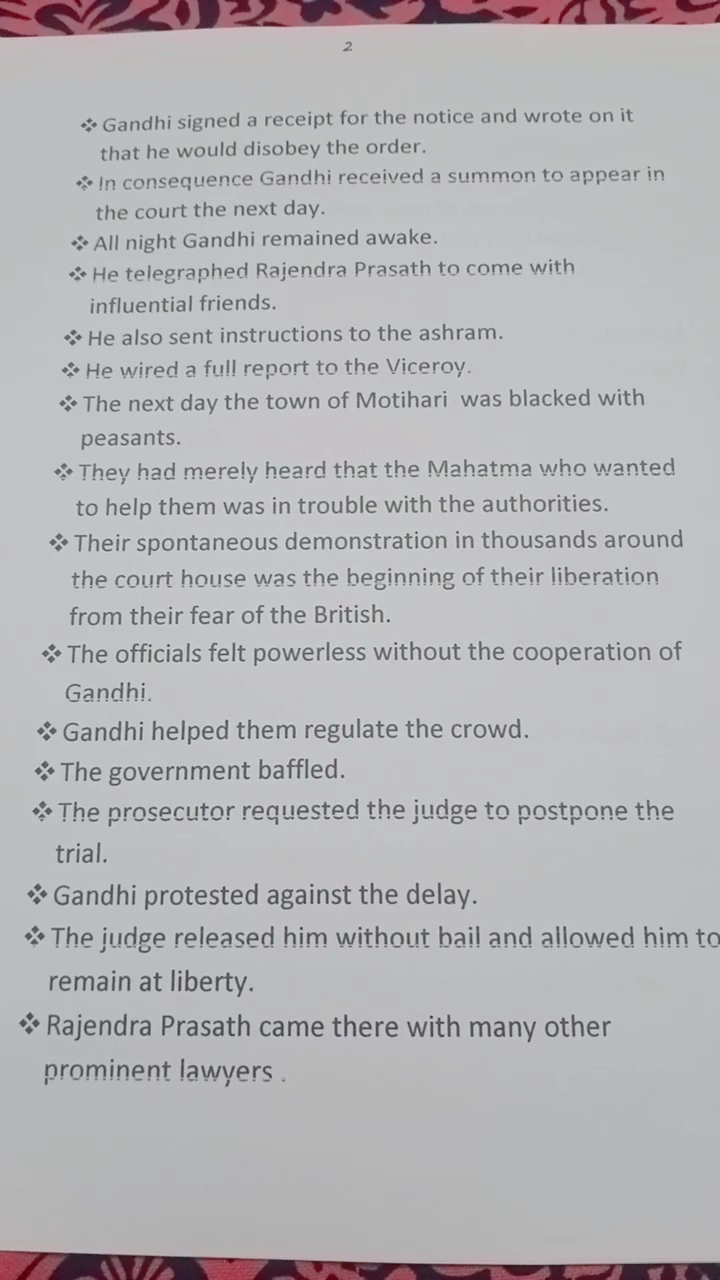 2
❖ Gandhi signed a receipt for the notice and wrote on it
that he would disobey the order.
❖ In consequence Gandhi received a summon to appear in
the court the next day.
❖ All night Gandhi remained awake.
❖ He telegraphed Rajendra Prasath to come with
influential friends.
❖ He also sent instructions to the ashram.
❖ He wired a full report to the Viceroy.
❖ The next day the town of Motihari was blacked with
peasants.
❖ They had merely heard that the Mahatma who wanted
to help them was in trouble with the authorities.
❖ Their spontaneous demonstration in thousands around
the court house was the beginning of their liberation
from their fear of the British.
❖ The officials felt powerless without the cooperation of
Gandhi.
❖ Gandhi helped them regulate the crowd.
❖ The government baffled.
❖ The prosecutor requested the judge to postpone the
trial.
❖ Gandhi protested against the delay.
❖ The judge released him without bail and allowed him to
remain at liberty.
❖ Rajendra Prasath came there with many other
prominent lawyers .